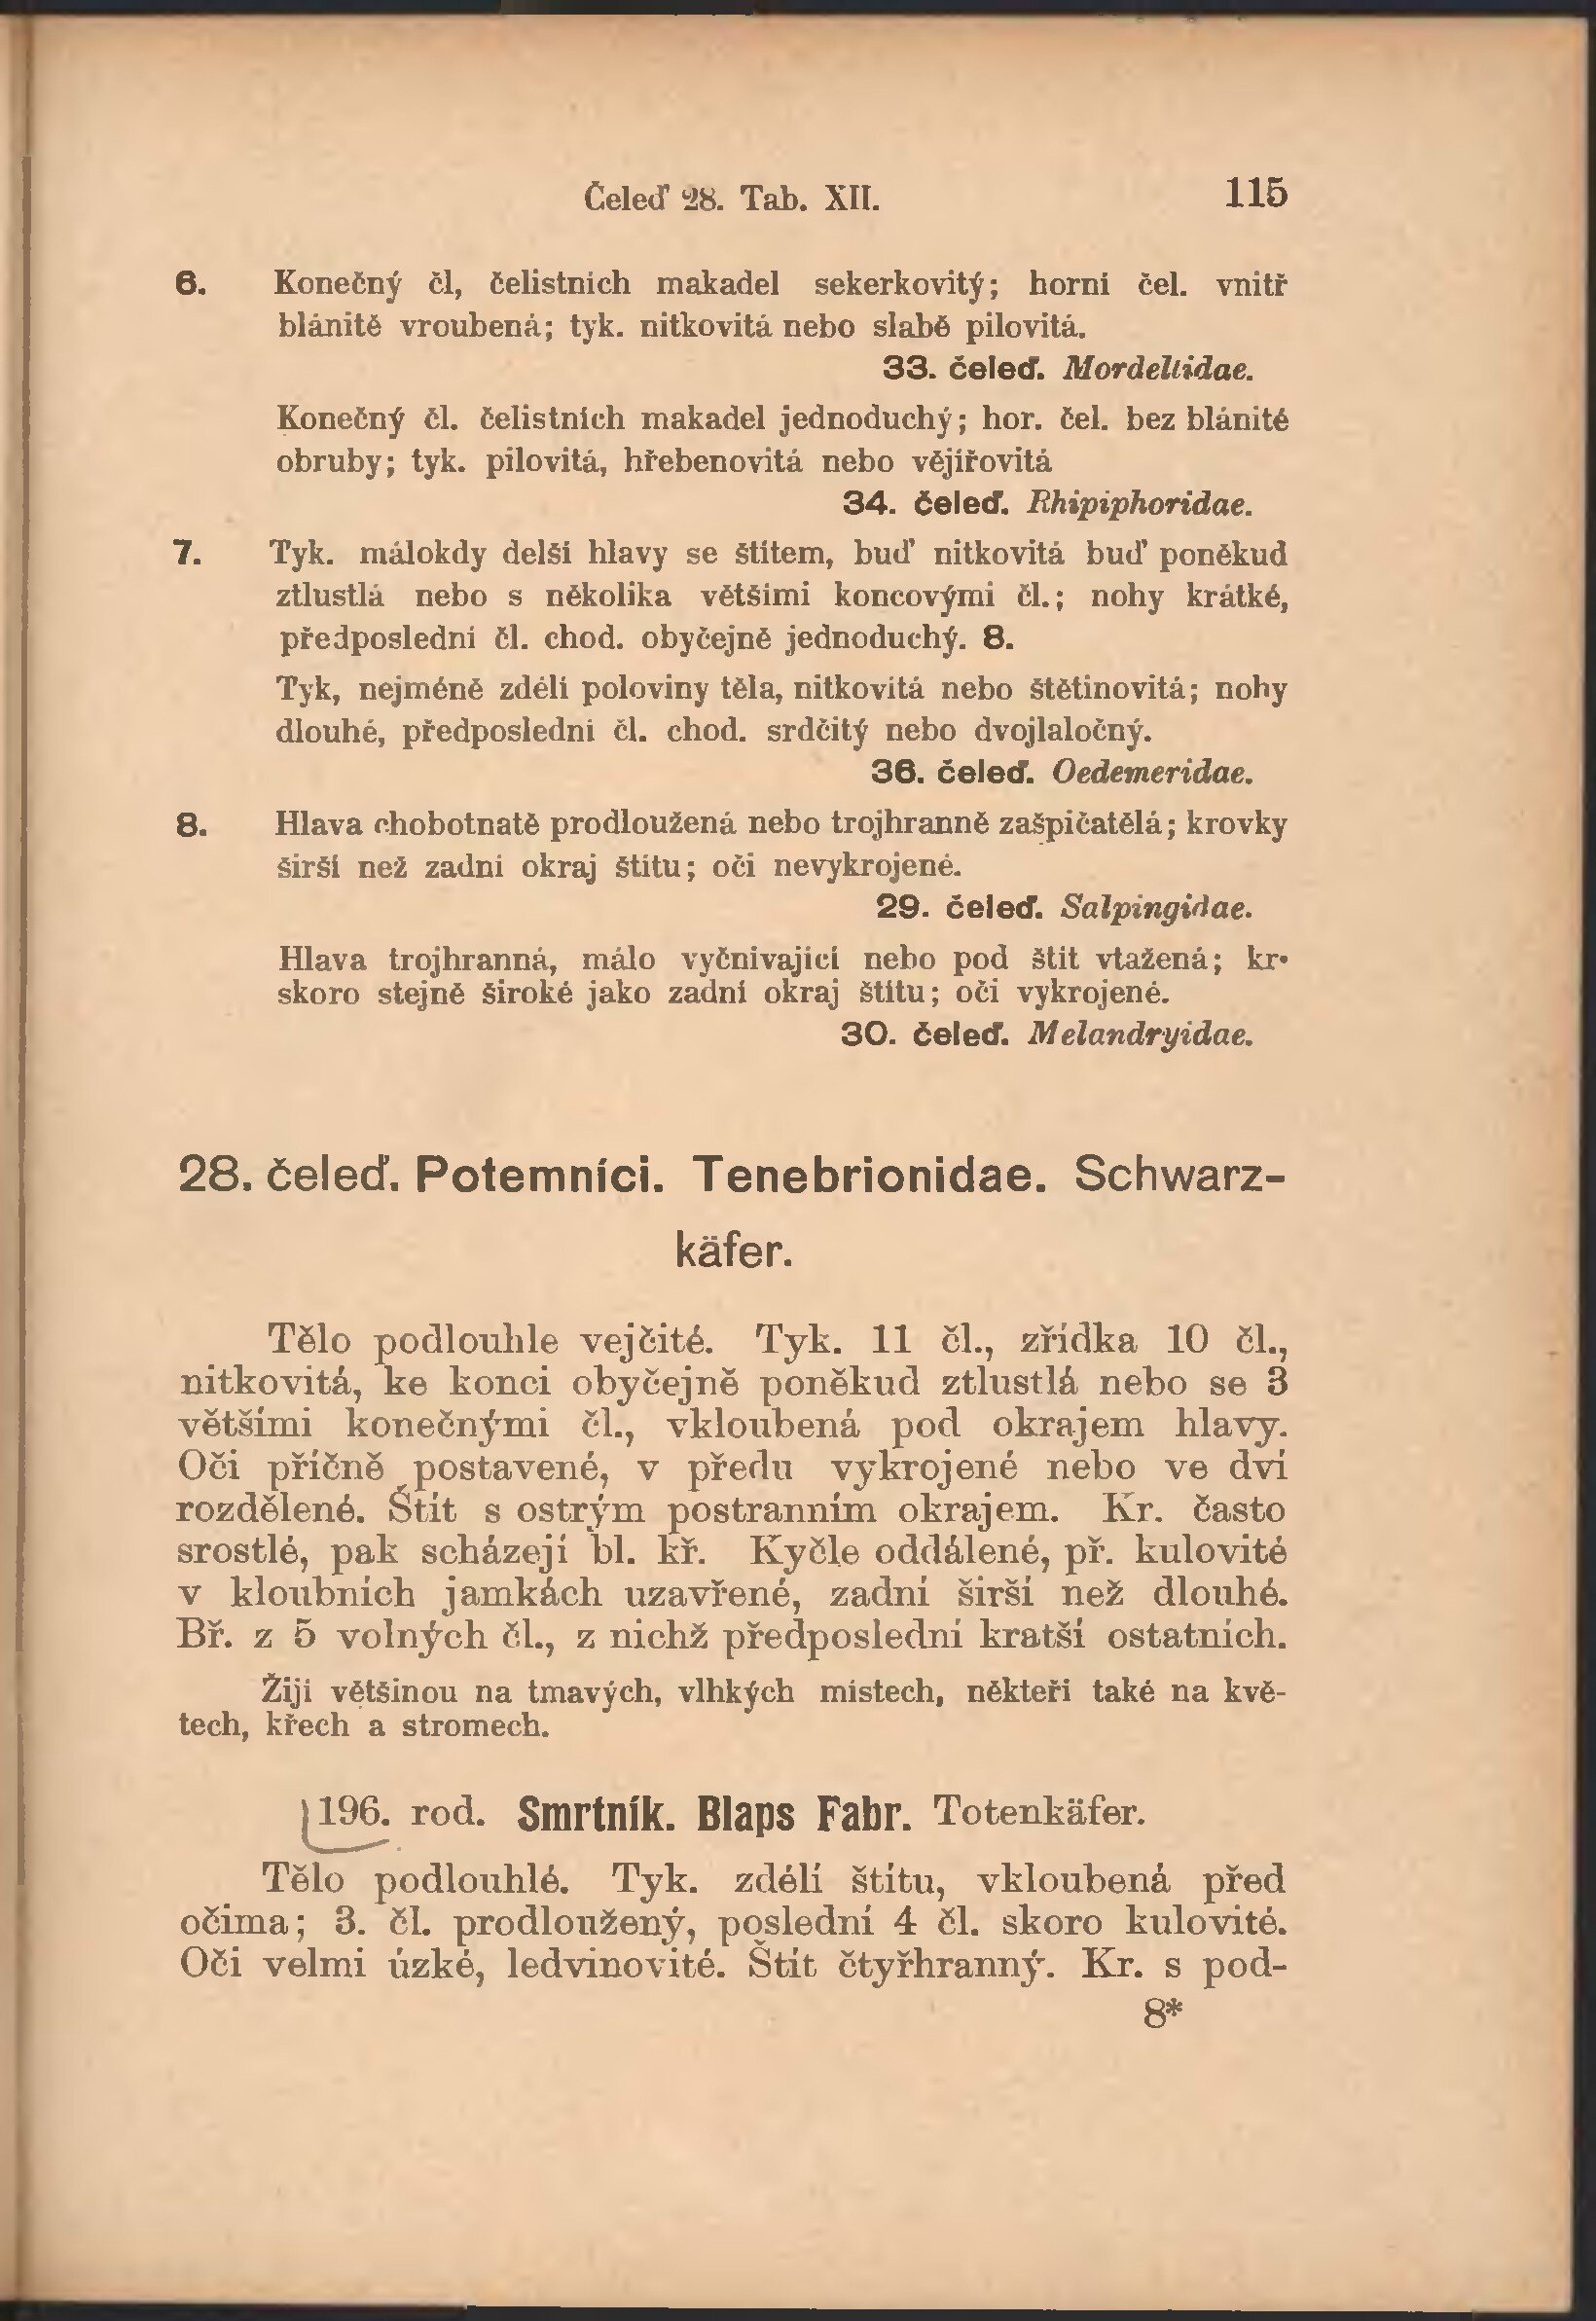 Čeleď 28. Tab. XII. 115
6. Konečný čl, čelistních makadel sekerkovitý; horní čel. vnitř
blánitě vroubená; tyk. nitkovitá nebo slabě pilovitá.
33. čeleď. Mordellidae.
Konečný čl. čelistních makadel jednoduchý; hor. čel. bez blánité
obruby; tyk. pilovitá, hřebenovitá nebo vějířovitá
34. čeleď. Rhipiphoridae.
7. Tyk. málokdy delší hlavy se štítem, buď nitkovitá buď poněkud
ztlustlá nebo s několika většími koncovými čl.; nohy krátké,
předposlední čl. chod. obyčejně jednoduchý. 8.
Tyk, nejméně zdélí poloviny těla, nitkovitá nebo štětinovitá; nohy
dlouhé, předposlední čl. chod. srdčitý nebo dvojlaločný.
36. čeleď. Oedemeridae.
8. Hlava chobotnatě prodloužená nebo trojhranně zašpičatělá; krovky
širší než zadní okraj štítu; oči nevykrojené.
29. čeleď. Salpingidae.
Hlava trojhranná, málo vyčnívající nebo pod štít vtažená; kr.
skoro stejně široké jako zadní okraj štítu; oči vykrojené.
30. čeleď. Melandryidae.
28. čeleď. Potemníci. Tenebrionidae. Schwarz-
käfer.
Tělo podlouhle vejčité. Tyk. 11 čl., zřídka 10 čl.,
nitkovitá, ke konci obyčejně poněkud ztlustlá nebo se 3
většími konečnými čl., vkloubená pod okrajem hlavy.
Oči příčně postavené, v předu vykrojené nebo ve dví
rozdělené. Štít s ostrým postranním okrajem. Kr. často
srostlé, pak scházejí bl. kř. Kyčle oddálené, př. kulovité
v kloubních jamkách uzavřené, zadní širší než dlouhé.
Bř. z 5 volných čl., z nichž předposlední kratší ostatních.
Žijí většinou na tmavých, vlhkých místech, někteří také na kvě-
tech, křech a stromech.
196. rod. Smrtník. Blaps Fabr. Totenkäfer.
Tělo podlouhlé. Tyk. zdélí štítu, vkloubená před
očima; 3. čl. prodloužený, poslední 4 čl. skoro kulovité.
Oči velmi úzké, ledvinovité. Štít čtyřhranný. Kr. s pod-
8*